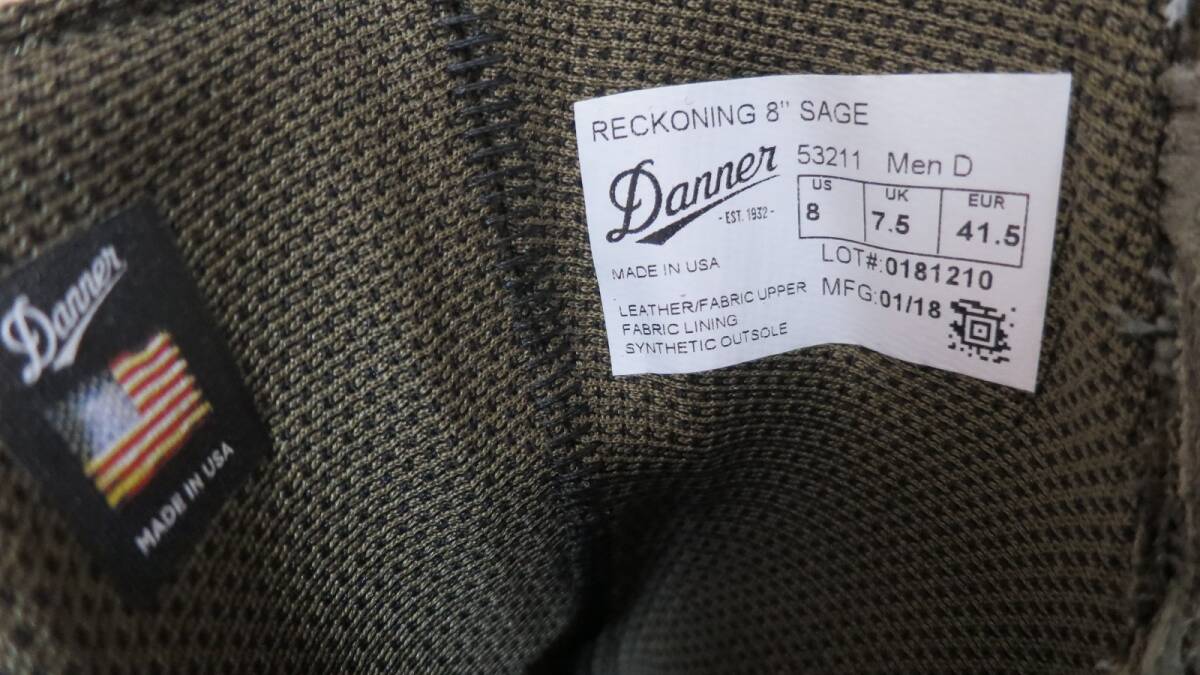 RECKONING 8" SAGE
Danner
- EST. 1932 -
53211 Men D
US UK EUR
8 7.5 41.5
MADE IN USA
LOT#:0181210
LEATHER/FABRIC UPPER
FABRIC LINING
SYNTHETIC OUTSOLE
MFG:01/18
Danner
MADE IN USA